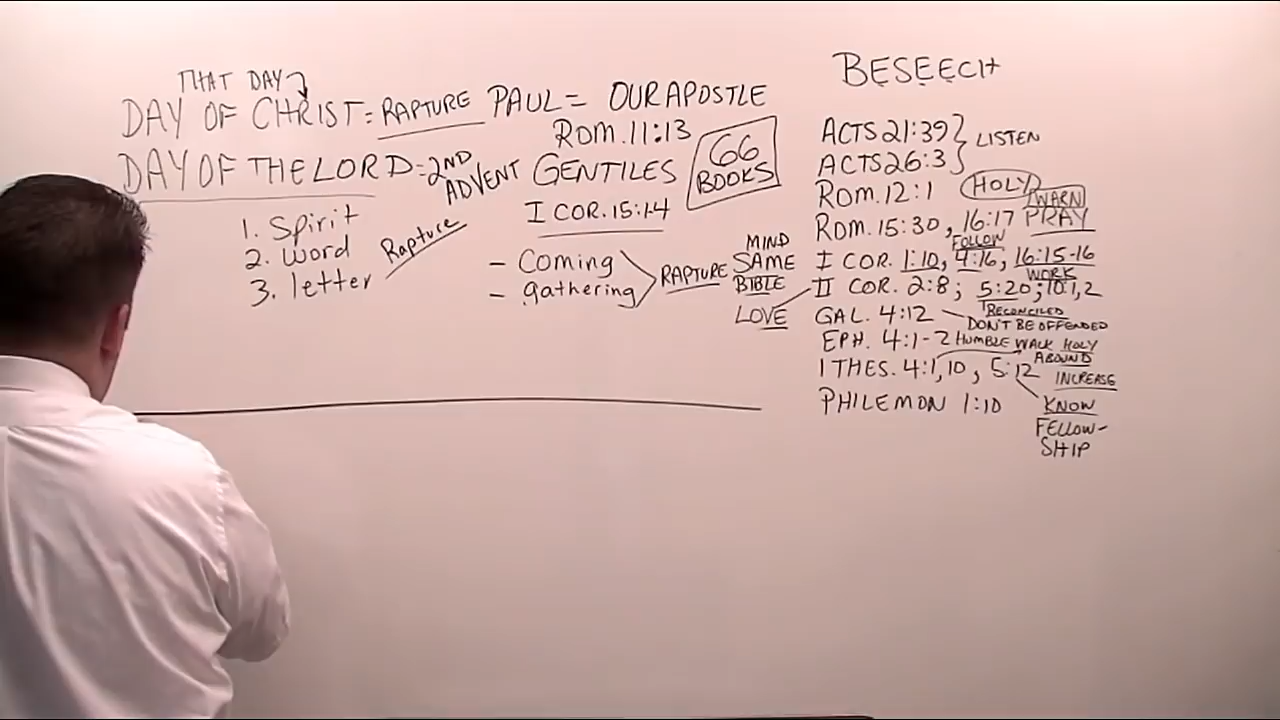 THAT DAY
DAY OF CHRIST = RAPTURE
DAY OF THE LORD = 2ND ADVENT
1. Spirit
2. word
3. letter
Rapture
PAUL = OUR APOSTLE
ROM. 11:13
GENTILES
66 BOOKS
I COR. 15:1-4
- Coming
- gathering
RAPTURE
MIND
SAME
BIBLE
LOVE
BESEECH
ACTS 21:39
ACTS 26:3
LISTEN
ROM. 12:1 HOLY
WARN
ROM. 15:30, 16:17 PRAY
FOLLOW
I COR. 1:10, 4:16, 16:15-16
WORK
II COR. 2:8; 5:20; 10:1,2
RECONCILED
GAL. 4:12
DON'T BE OFFENDED
EPH. 4:1-2 HUMBLE WALK HOLY
ABOUND
1 THES. 4:1,10, 5:12
INCREASE
PHILEMON 1:10
KNOW
FELLOW-
SHIP